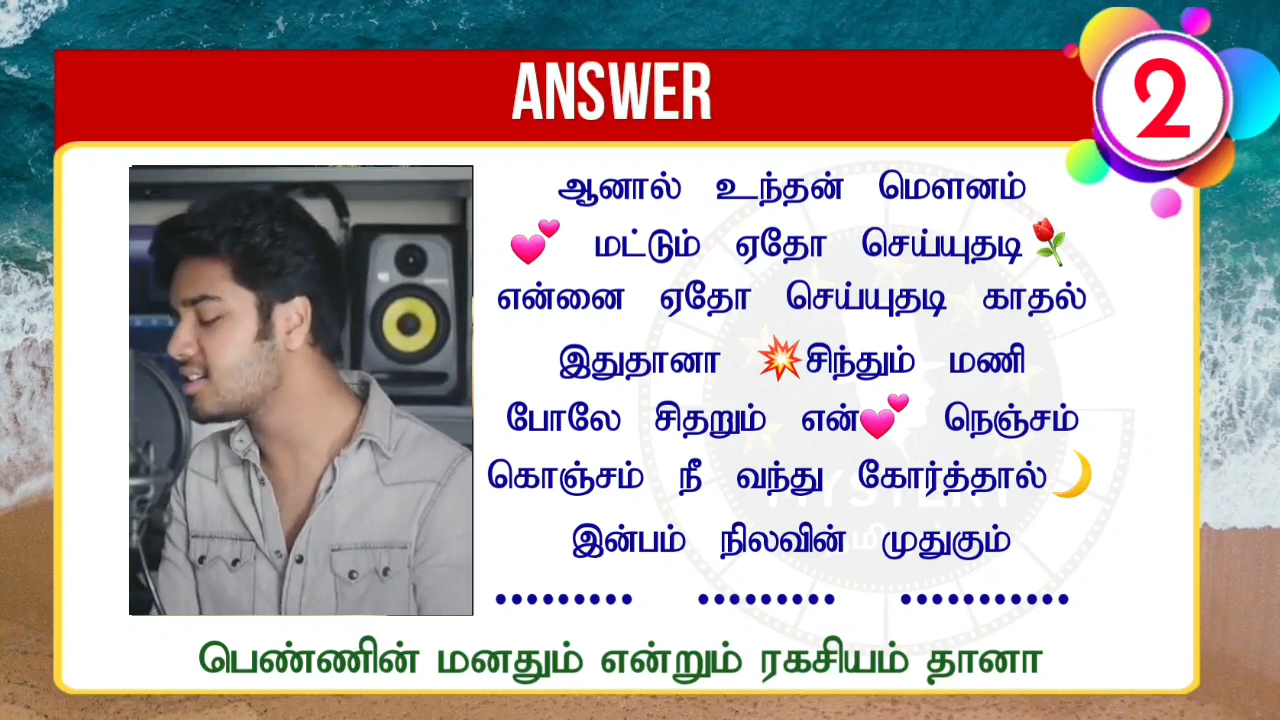 ANSWER
2
ஆனால் உந்தன் மௌனம்
💕 மட்டும் ஏதோ செய்யுதடி🌹
என்னை ஏதோ செய்யுதடி காதல்
இதுதானா 💥சிந்தும் மணி
போலே சிதறும் என்💕 நெஞ்சம்
கொஞ்சம் நீ வந்து கோர்த்தால்🌙
இன்பம் நிலவின் முதுகும்
......... ......... ...........
பெண்ணின் மனதும் என்றும் ரகசியம் தானா